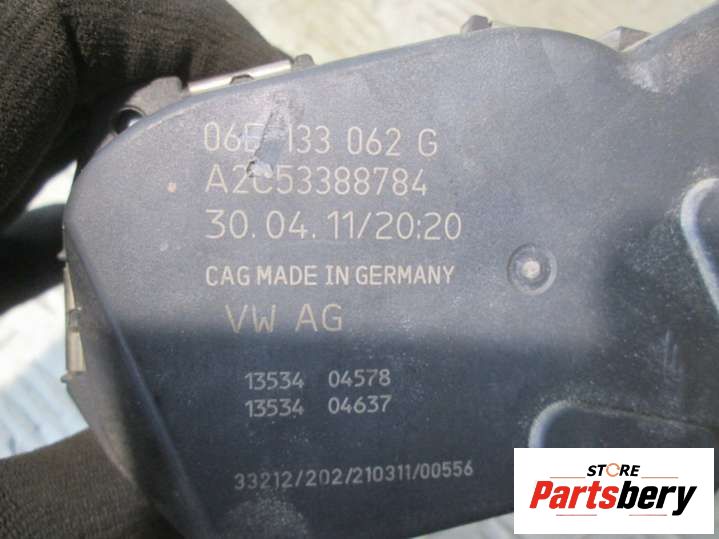 06E 133 062 G
A2C53388784
30.04.11/20:20
CAG MADE IN GERMANY
VW AG
13534 04578
13534 04637
33212/202/210311/00556
STORE
Partsbery